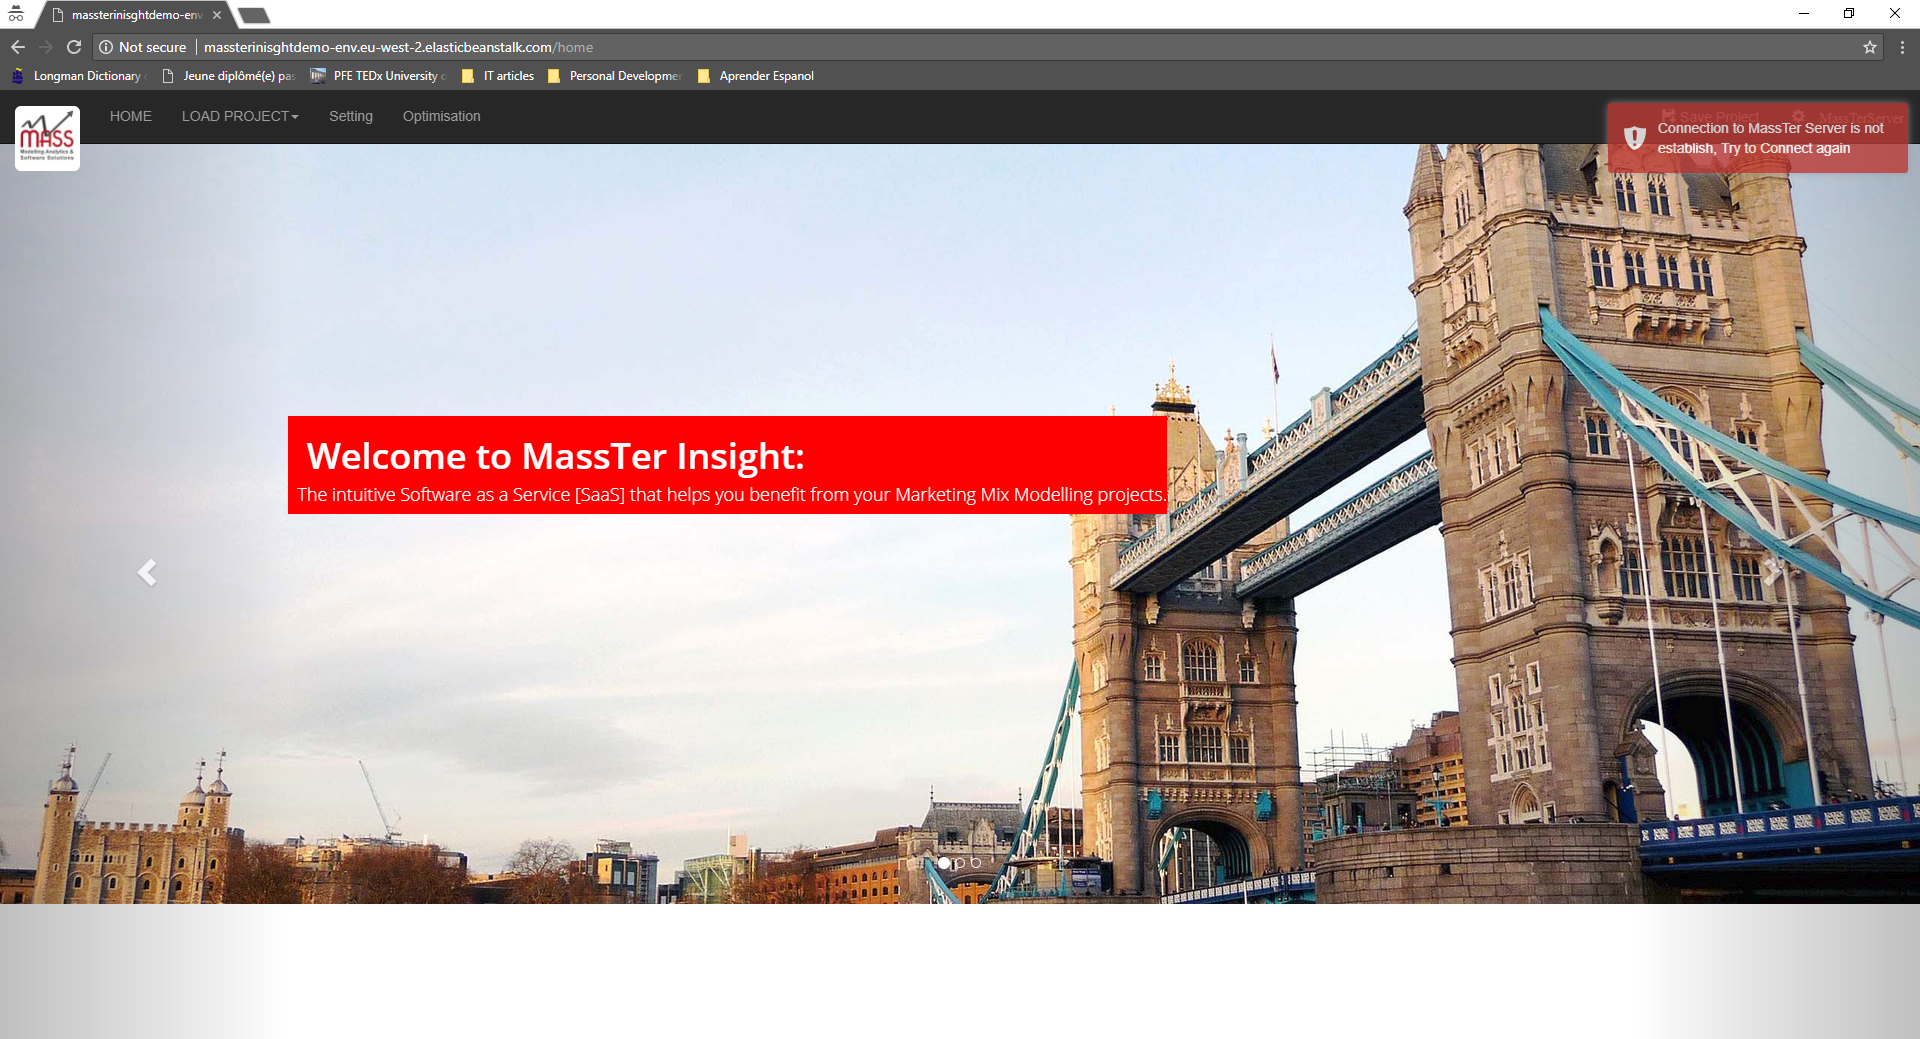 massterinisghtdemo-env
Not secure
massterinisghtdemo-env.eu-west-2.elasticbeanstalk.com/home
Longman Dictionary
Jeune diplômé(e) pas
PFE TEDx University o
IT articles
Personal Developmen
Aprender Espanol
MASS
Modelling Analytics &
Software Solutions
HOME
LOAD PROJECT
Setting
Optimisation
Save Project
MassTerServer
Connection to MassTer Server is not
establish, Try to Connect again
Welcome to MassTer Insight:
The intuitive Software as a Service [SaaS] that helps you benefit from your Marketing Mix Modelling projects.